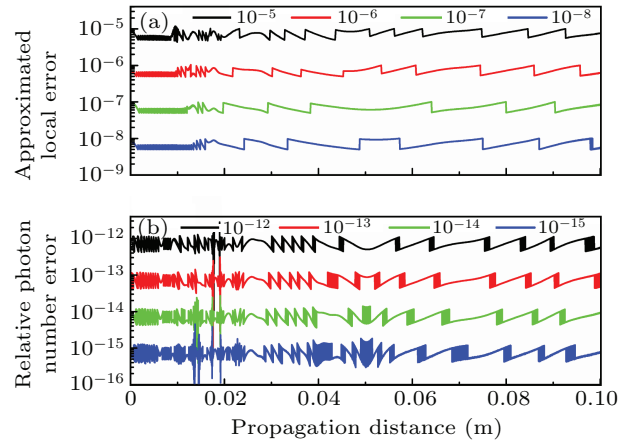 (a) 10⁻⁵ 10⁻⁶ 10⁻⁷ 10⁻⁸
Approximated
local error
10⁻⁵
10⁻⁶
10⁻⁷
10⁻⁸
10⁻⁹
(b) 10⁻¹² 10⁻¹³ 10⁻¹⁴ 10⁻¹⁵
Relative photon
number error
10⁻¹²
10⁻¹³
10⁻¹⁴
10⁻¹⁵
10⁻¹⁶
0 0.02 0.04 0.06 0.08 0.10
Propagation distance (m)